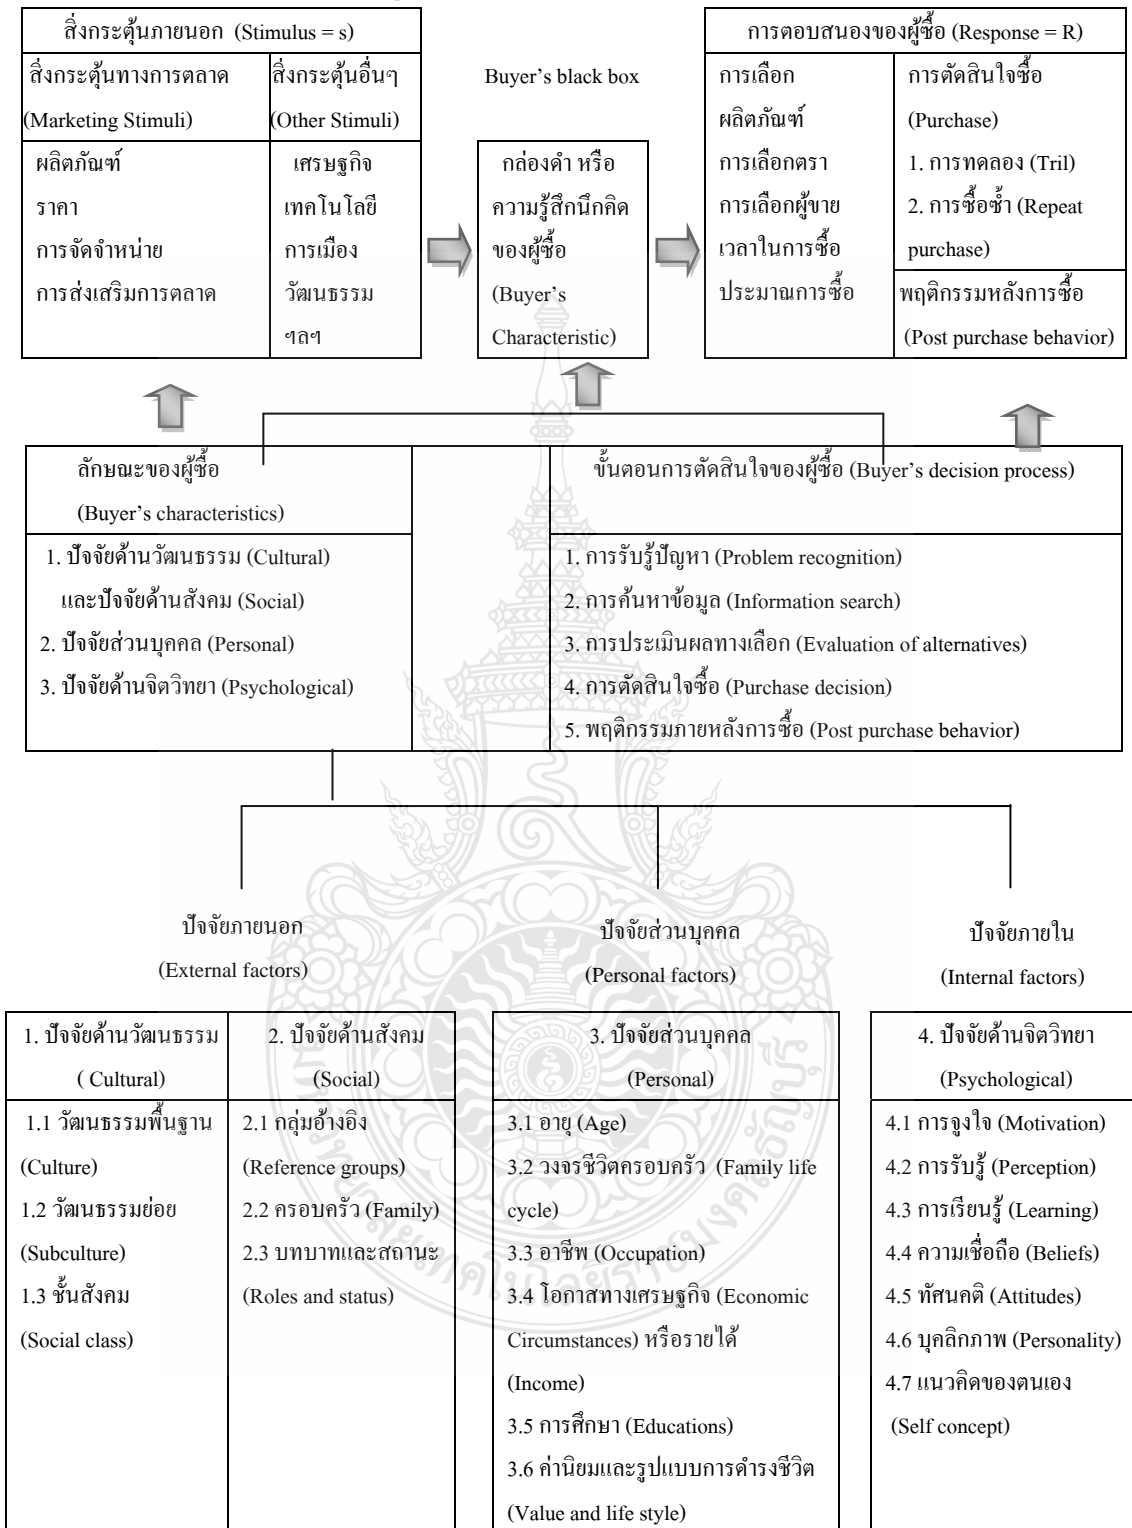 สิ่งกระตุ้นภายนอก (Stimulus = s)
สิ่งกระตุ้นทางการตลาด
(Marketing Stimuli)
สิ่งกระตุ้นอื่นๆ
(Other Stimuli)
ผลิตภัณฑ์
ราคา
การจัดจำหน่าย
การส่งเสริมการตลาด
เศรษฐกิจ
เทคโนโลยี
การเมือง
วัฒนธรรม
ฯลฯ
Buyer's black box
กล่องดำ หรือ
ความรู้สึกนึกคิด
ของผู้ซื้อ
(Buyer's
Characteristic)
การตอบสนองของผู้ซื้อ (Response = R)
การเลือก
ผลิตภัณฑ์
การเลือกตรา
การเลือกผู้ขาย
เวลาในการซื้อ
ประมาณการซื้อ
การตัดสินใจซื้อ
(Purchase)
1. การทดลอง (Tril)
2. การซื้อซ้ำ (Repeat
purchase)
พฤติกรรมหลังการซื้อ
(Post purchase behavior)
ลักษณะของผู้ซื้อ
(Buyer's characteristics)
1. ปัจจัยด้านวัฒนธรรม (Cultural)
และปัจจัยด้านสังคม (Social)
2. ปัจจัยส่วนบุคคล (Personal)
3. ปัจจัยด้านจิตวิทยา (Psychological)
ขั้นตอนการตัดสินใจของผู้ซื้อ (Buyer's decision process)
1. การรับรู้ปัญหา (Problem recognition)
2. การค้นหาข้อมูล (Information search)
3. การประเมินผลทางเลือก (Evaluation of alternatives)
4. การตัดสินใจซื้อ (Purchase decision)
5. พฤติกรรมภายหลังการซื้อ (Post purchase behavior)
ปัจจัยภายนอก
(External factors)
ปัจจัยส่วนบุคคล
(Personal factors)
ปัจจัยภายใน
(Internal factors)
1. ปัจจัยด้านวัฒนธรรม
( Cultural)
1.1 วัฒนธรรมพื้นฐาน
(Culture)
1.2 วัฒนธรรมย่อย
(Subculture)
1.3 ชั้นสังคม
(Social class)
2. ปัจจัยด้านสังคม
(Social)
2.1 กลุ่มอ้างอิง
(Reference groups)
2.2 ครอบครัว (Family)
2.3 บทบาทและสถานะ
(Roles and status)
3. ปัจจัยส่วนบุคคล
(Personal)
3.1 อายุ (Age)
3.2 วงจรชีวิตครอบครัว (Family life
cycle)
3.3 อาชีพ (Occupation)
3.4 โอกาสทางเศรษฐกิจ (Economic
Circumstances) หรือรายได้
(Income)
3.5 การศึกษา (Educations)
3.6 ค่านิยมและรูปแบบการดำรงชีวิต
(Value and life style)
4. ปัจจัยด้านจิตวิทยา
(Psychological)
4.1 การจูงใจ (Motivation)
4.2 การรับรู้ (Perception)
4.3 การเรียนรู้ (Learning)
4.4 ความเชื่อถือ (Beliefs)
4.5 ทัศนคติ (Attitudes)
4.6 บุคลิกภาพ (Personality)
4.7 แนวคิดของตนเอง
(Self concept)